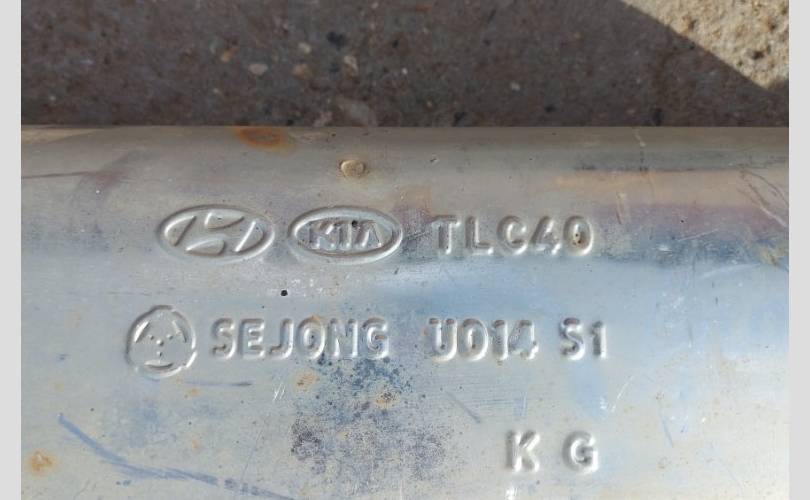 KIA TLC40
SEJONG U014 S1
K G